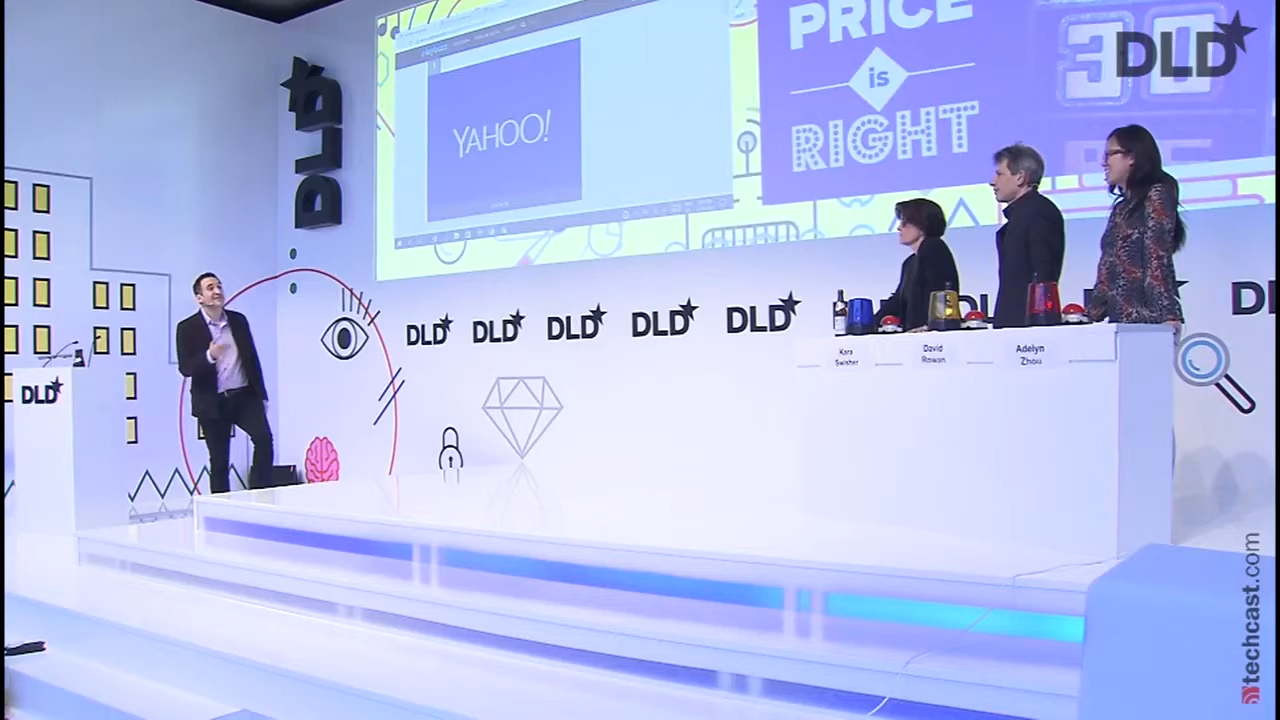 PRICE
is
RIGHT
30
DLD
YAHOO!
DLD
DLD
DLD
DLD
DLD
DLD
DLD
Kara
Swisher
David
Rowan
Adelyn
Zhou
techcast.com